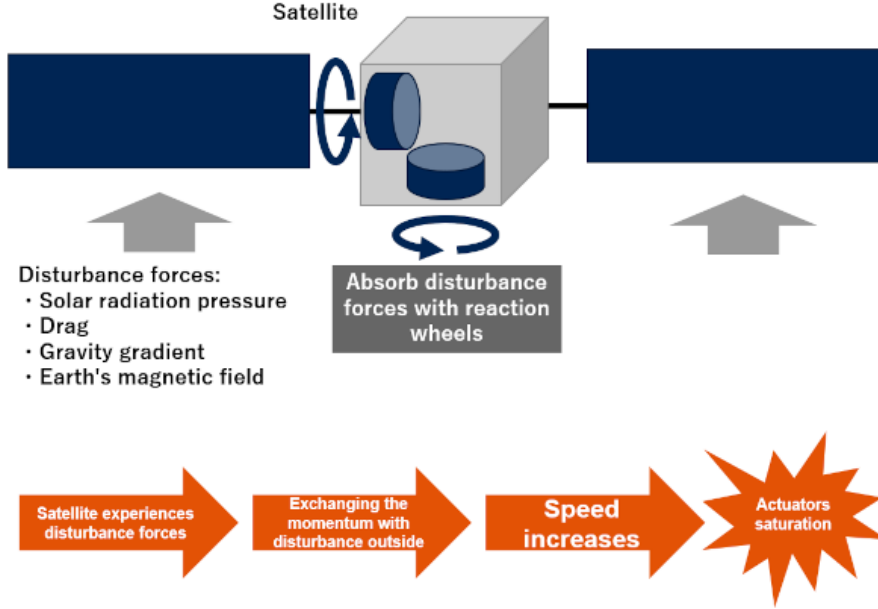 Satellite
Disturbance forces:
・Solar radiation pressure
・Drag
・Gravity gradient
・Earth's magnetic field
Absorb disturbance
forces with reaction
wheels
Satellite experiences
disturbance forces
Exchanging the
momentum with
disturbance outside
Speed
increases
Actuators
saturation